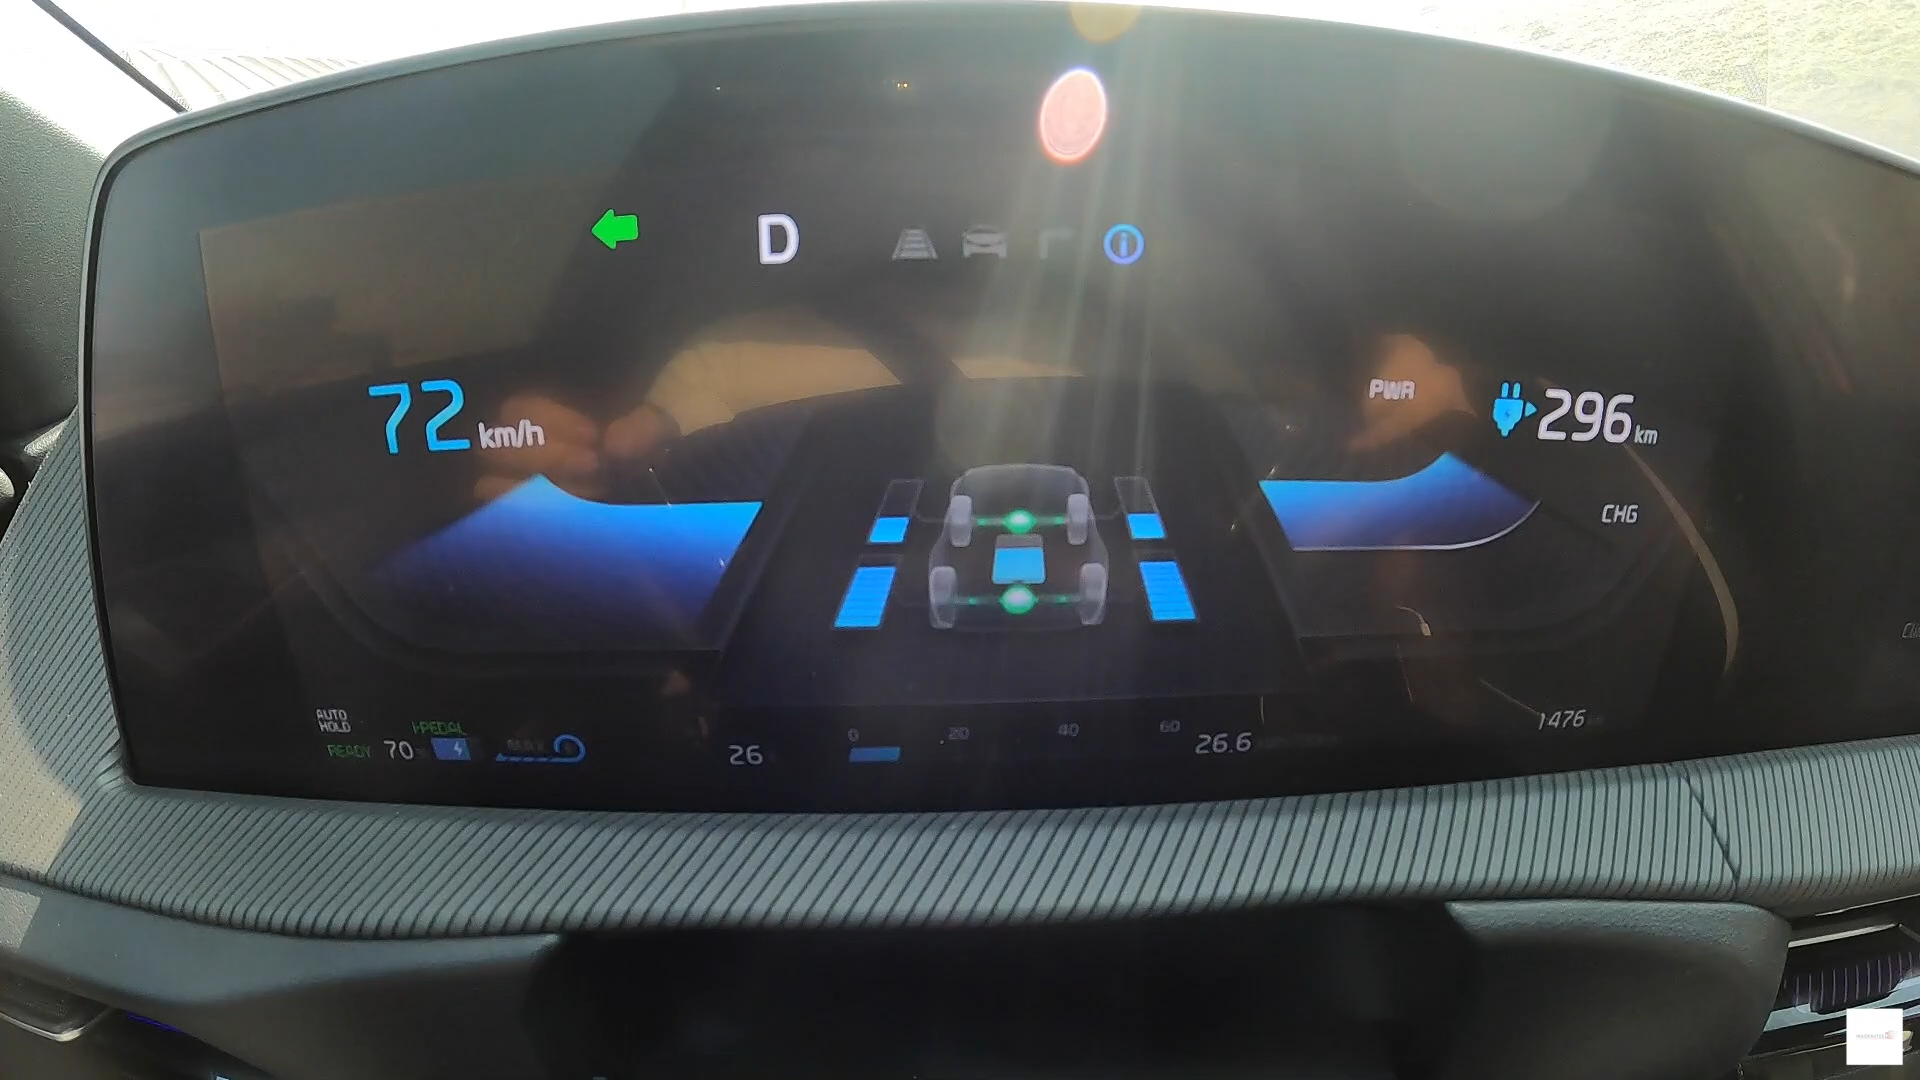 D
72 km/h
PWR
296 km
CHG
AUTO HOLD
i-PEDAL
READY 70
MAX
26
0 20 40 60
26.6
1476